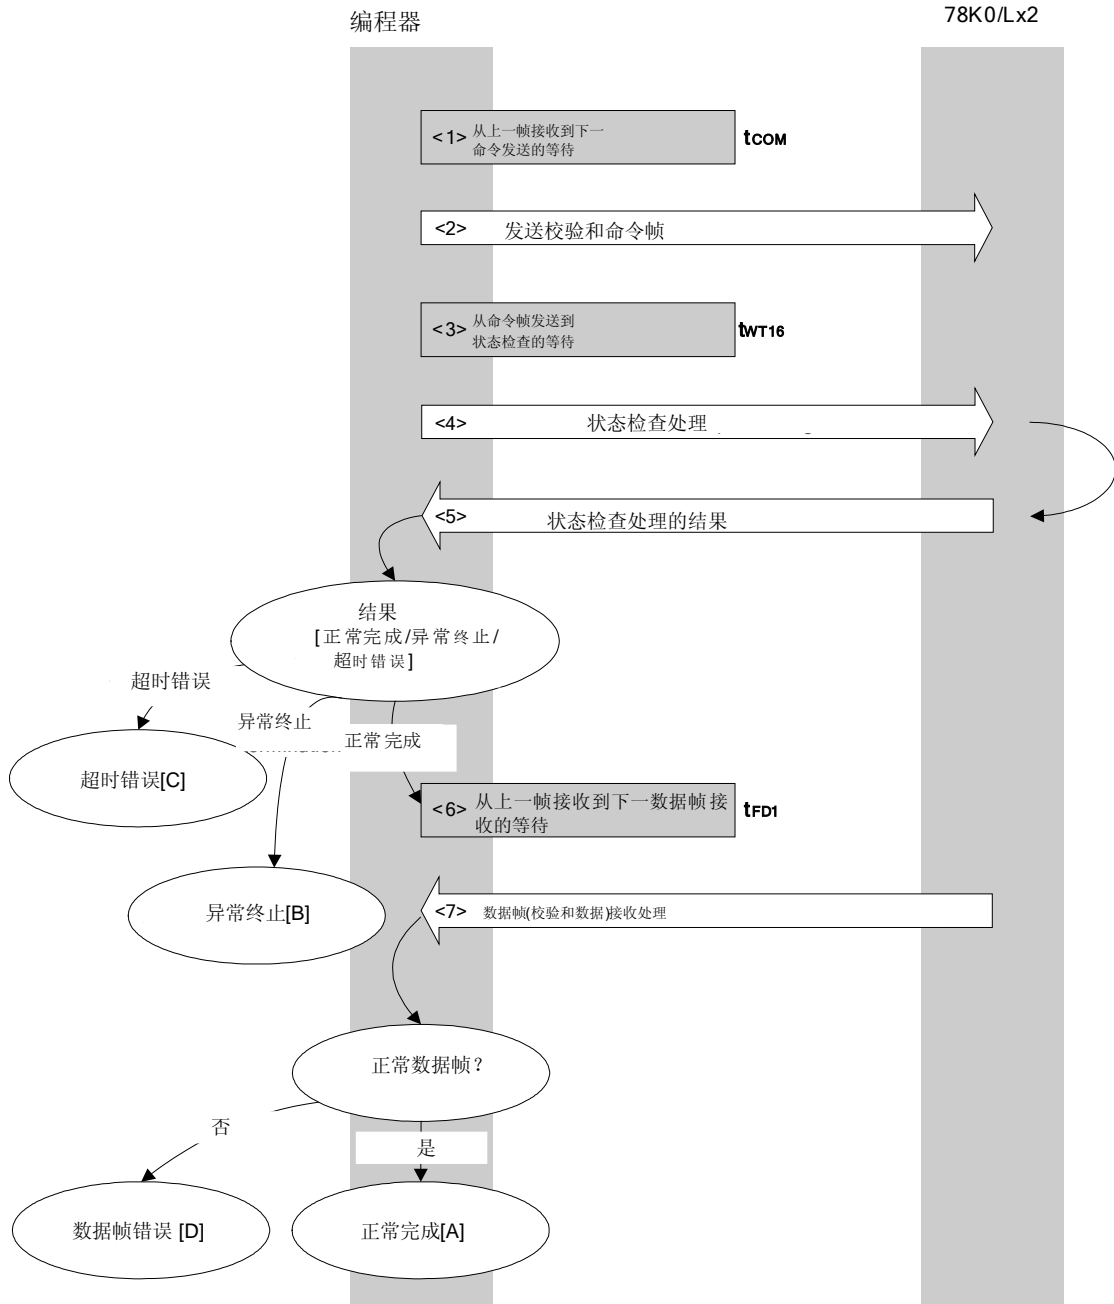 编程器
78K0/Lx2
<1> 从上一帧接收到下一
命令发送的等待
tCOM
<2> 发送校验和命令帧
<3> 从命令帧发送到
状态检查的等待
tWT16
<4> 状态检查处理
<5> 状态检查处理的结果
结果
[正常完成/异常终止/
超时错误]
超时错误
异常终止
正常完成
超时错误[C]
<6> 从上一帧接收到下一数据帧接
收的等待
tFD1
异常终止[B]
<7> 数据帧(校验和数据)接收处理
正常数据帧?
否
是
数据帧错误 [D]
正常完成[A]